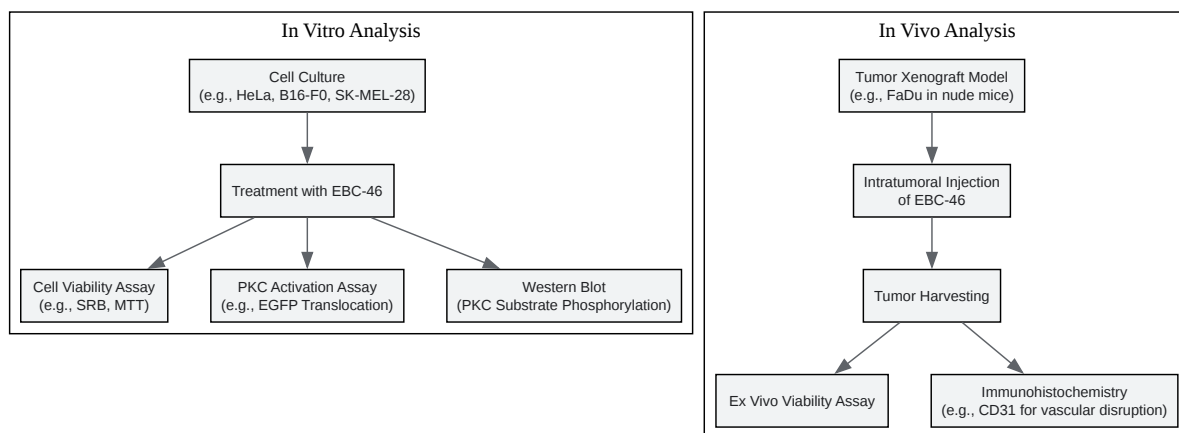 In Vitro Analysis
Cell Culture
(e.g., HeLa, B16-F0, SK-MEL-28)
Treatment with EBC-46
Cell Viability Assay
(e.g., SRB, MTT)
PKC Activation Assay
(e.g., EGFP Translocation)
Western Blot
(PKC Substrate Phosphorylation)
In Vivo Analysis
Tumor Xenograft Model
(e.g., FaDu in nude mice)
Intratumoral Injection
of EBC-46
Tumor Harvesting
Ex Vivo Viability Assay
Immunohistochemistry
(e.g., CD31 for vascular disruption)